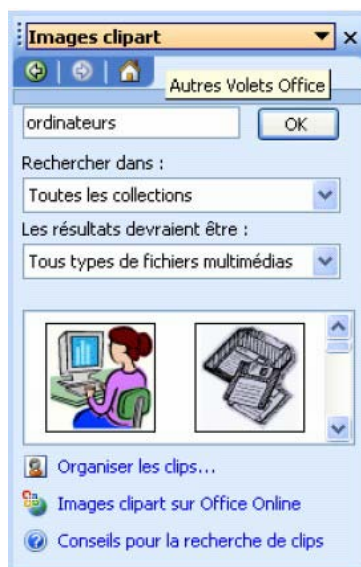 Images clipart
Autres Volets Office
ordinateurs
OK
Rechercher dans :
Toutes les collections
Les résultats devraient être :
Tous types de fichiers multimédias
Organiser les clips...
Images clipart sur Office Online
Conseils pour la recherche de clips